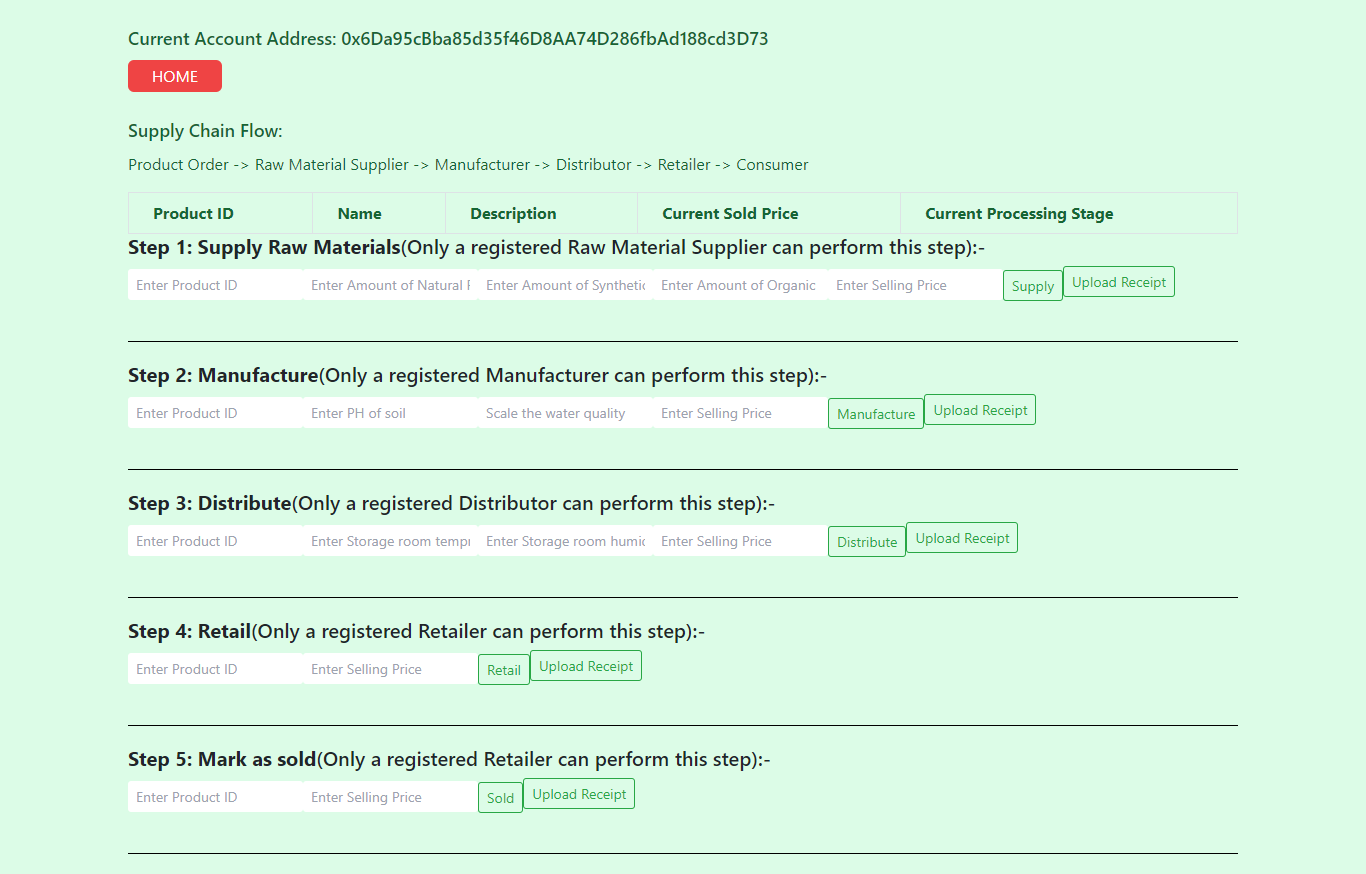 Current Account Address: 0x6Da95cBba85d35f46D8AA74D286fbAd188cd3D73
HOME
Supply Chain Flow:
Product Order -> Raw Material Supplier -> Manufacturer -> Distributor -> Retailer -> Consumer
Product ID Name Description Current Sold Price Current Processing Stage
Step 1: Supply Raw Materials(Only a registered Raw Material Supplier can perform this step):-
Enter Product ID Enter Amount of Natural Enter Amount of Synthetic Enter Amount of Organic Enter Selling Price Supply Upload Receipt
Step 2: Manufacture(Only a registered Manufacturer can perform this step):-
Enter Product ID Enter PH of soil Scale the water quality Enter Selling Price Manufacture Upload Receipt
Step 3: Distribute(Only a registered Distributor can perform this step):-
Enter Product ID Enter Storage room Enter Storage room Enter Selling Price Distribute Upload Receipt
Step 4: Retail(Only a registered Retailer can perform this step):-
Enter Product ID Enter Selling Price Retail Upload Receipt
Step 5: Mark as sold(Only a registered Retailer can perform this step):-
Enter Product ID Enter Selling Price Sold Upload Receipt